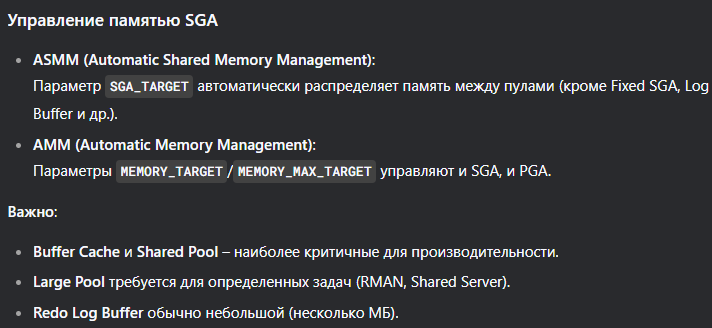 Управление памятью SGA
• ASMM (Automatic Shared Memory Management):
Параметр SGA_TARGET автоматически распределяет память между пулами (кроме Fixed SGA, Log
Buffer и др.).
• AMM (Automatic Memory Management):
Параметры MEMORY_TARGET/MEMORY_MAX_TARGET управляют и SGA, и PGA.
Важно:
• Buffer Cache и Shared Pool – наиболее критичные для производительности.
• Large Pool требуется для определенных задач (RMAN, Shared Server).
• Redo Log Buffer обычно небольшой (несколько МБ).